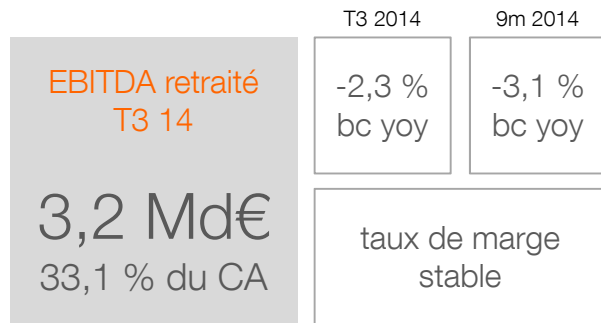 T3 2014
9m 2014
EBITDA retraité
T3 14
3,2 Md€
33,1 % du CA
-2,3 %
bc yoy
-3,1 %
bc yoy
taux de marge
stable